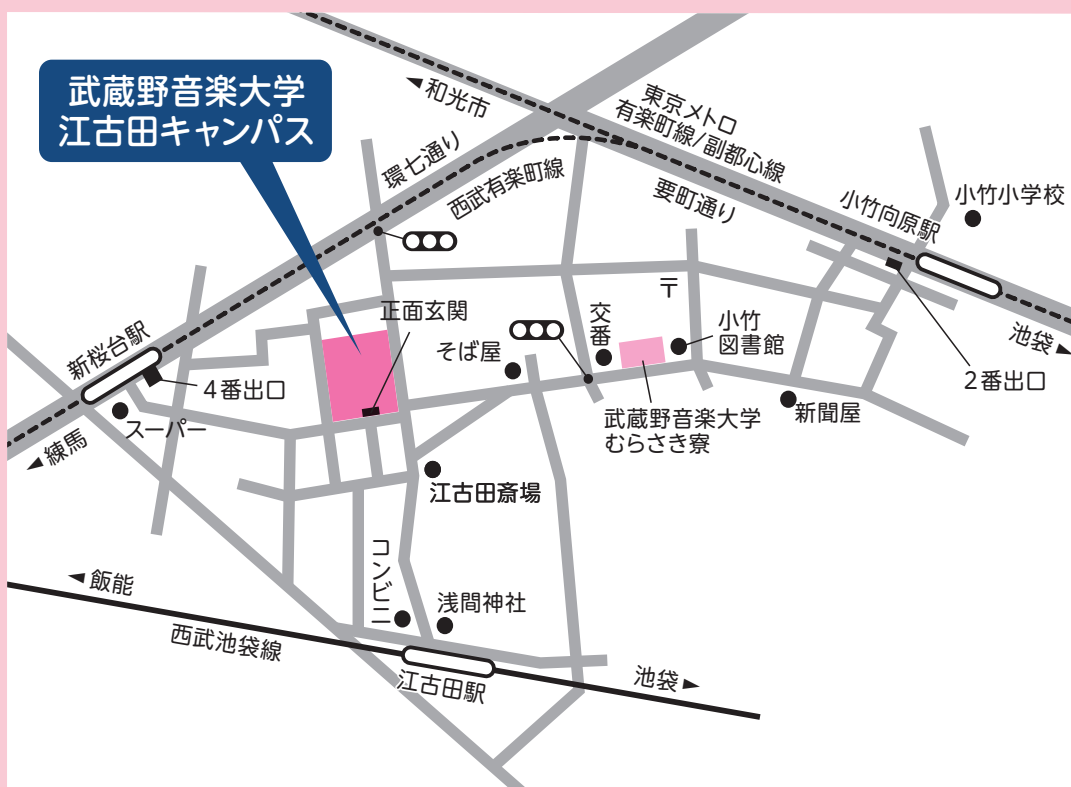 武蔵野音楽大学
江古田キャンパス
和光市
東京メトロ
有楽町線/副都心線
環七通り
西武有楽町線
要町通り
小竹向原駅
小竹小学校
正面玄関
〒
交番
小竹
図書館
そば屋
池袋
新桜台駅
4番出口
2番出口
スーパー
練馬
武蔵野音楽大学
むらさき寮
新聞屋
江古田斎場
コンビニ
飯能
浅間神社
西武池袋線
江古田駅
池袋